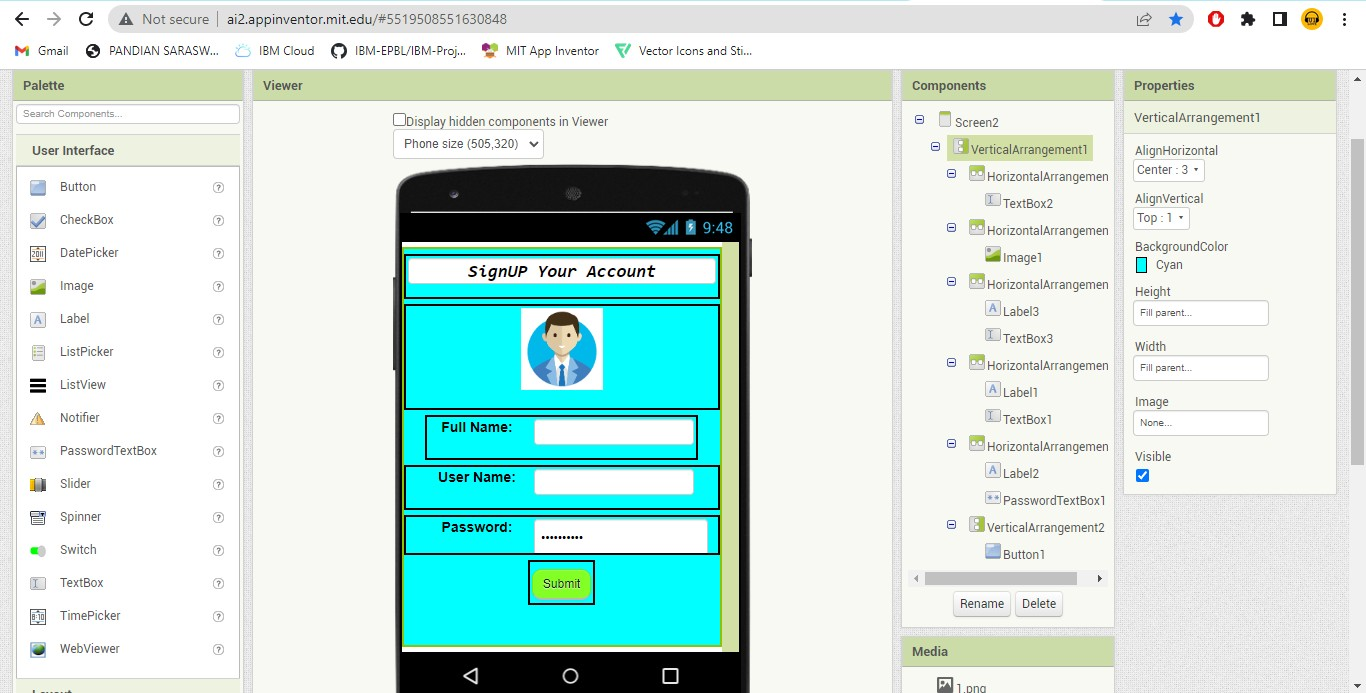 Not secure | ai2.appinventor.mit.edu/#5519508551630848
Gmail PANDIAN SARASW... IBM Cloud IBM-EPBL/IBM-Proj... MIT App Inventor Vector Icons and Sti...
Palette
Search Components...
User Interface
Button ?
CheckBox ?
DatePicker ?
Image ?
Label ?
ListPicker ?
ListView ?
Notifier ?
PasswordTextBox ?
Slider ?
Spinner ?
Switch ?
TextBox ?
TimePicker ?
WebViewer ?
Layout
Viewer
Display hidden components in Viewer
Phone size (505,320)
9:48
SignUP Your Account
Full Name:
User Name:
Password:
••••••••••
Submit
Components
Screen2
VerticalArrangement1
HorizontalArrangemen
TextBox2
HorizontalArrangemen
Image1
HorizontalArrangemen
Label3
TextBox3
HorizontalArrangemen
Label1
TextBox1
HorizontalArrangemen
Label2
PasswordTextBox1
VerticalArrangement2
Button1
Rename Delete
Media
1.png
Properties
VerticalArrangement1
AlignHorizontal
Center : 3
AlignVertical
Top : 1
BackgroundColor
Cyan
Height
Fill parent...
Width
Fill parent...
Image
None...
Visible